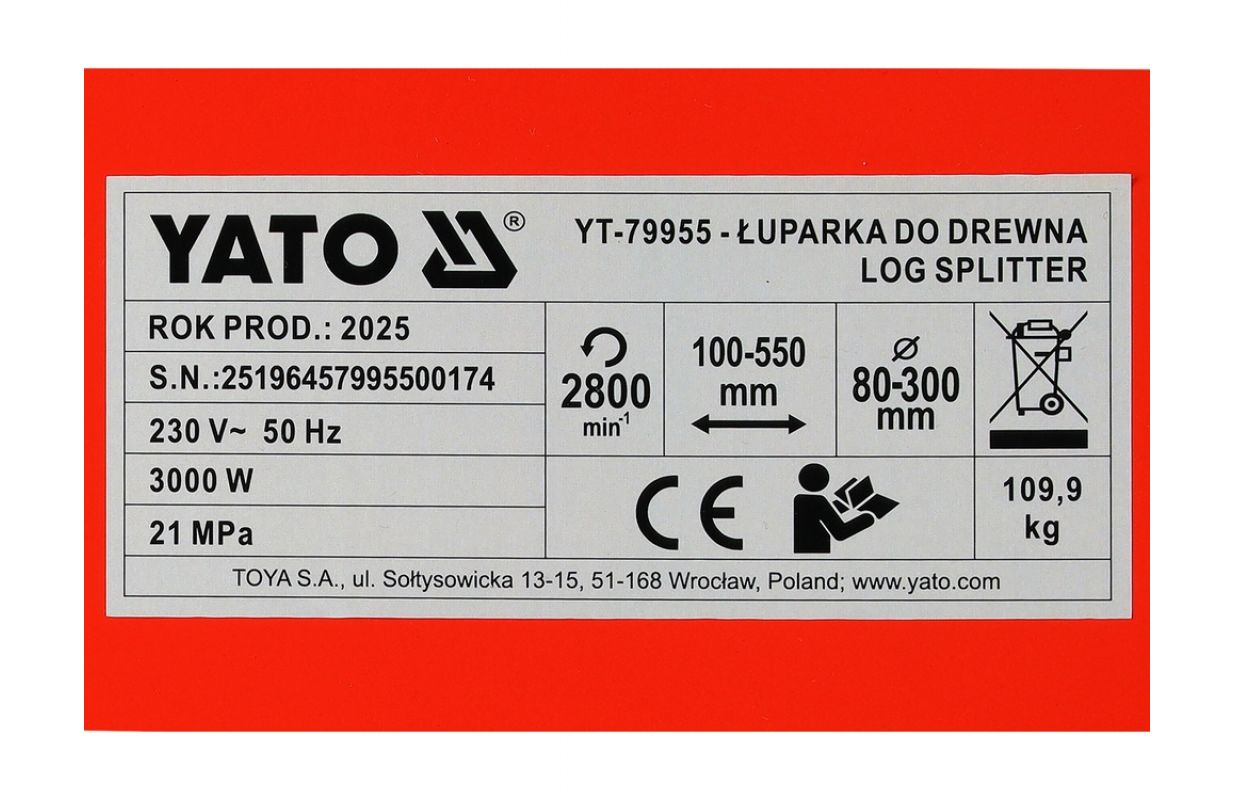 YATO ®
YT-79955 - ŁUPARKA DO DREWNA
LOG SPLITTER
ROK PROD.: 2025
S.N.:25196457995500174
230 V~ 50 Hz
3000 W
21 MPa
2800
min-1
100-550
mm
80-300
mm
CE
109,9
kg
TOYA S.A., ul. Sołtysowicka 13-15, 51-168 Wrocław, Poland; www.yato.com